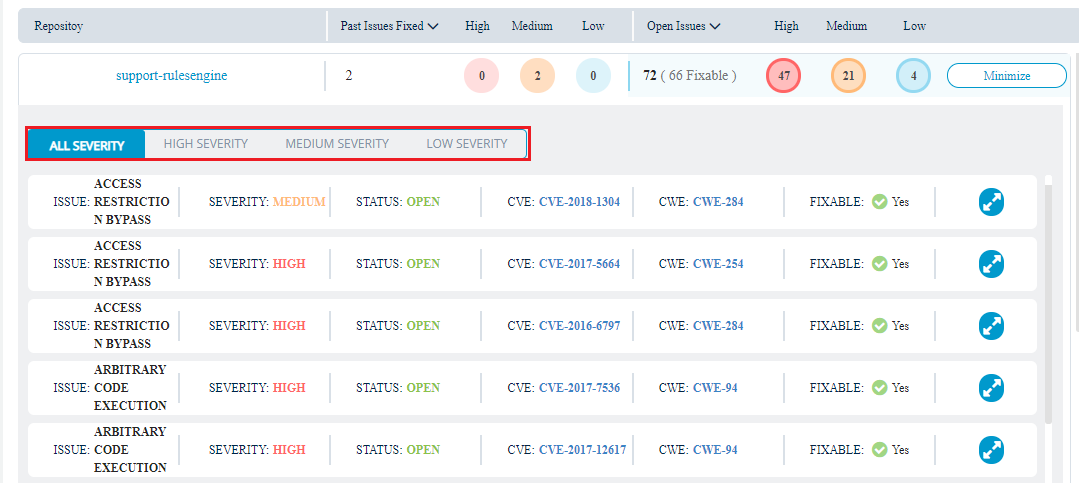 Repositoy Past Issues Fixed High Medium Low Open Issues High Medium Low
support-rulesengine 2 0 2 0 72 ( 66 Fixable ) 47 21 4 Minimize
ALL SEVERITY HIGH SEVERITY MEDIUM SEVERITY LOW SEVERITY
ACCESS
ISSUE: RESTRICTIO SEVERITY: MEDIUM STATUS: OPEN CVE: CVE-2018-1304 CWE: CWE-284 FIXABLE: Yes
N BYPASS
ACCESS
ISSUE: RESTRICTIO SEVERITY: HIGH STATUS: OPEN CVE: CVE-2017-5664 CWE: CWE-254 FIXABLE: Yes
N BYPASS
ACCESS
ISSUE: RESTRICTIO SEVERITY: HIGH STATUS: OPEN CVE: CVE-2016-6797 CWE: CWE-284 FIXABLE: Yes
N BYPASS
ARBITRARY
ISSUE: CODE SEVERITY: HIGH STATUS: OPEN CVE: CVE-2017-7536 CWE: CWE-94 FIXABLE: Yes
EXECUTION
ARBITRARY
ISSUE: CODE SEVERITY: HIGH STATUS: OPEN CVE: CVE-2017-12617 CWE: CWE-94 FIXABLE: Yes
EXECUTION